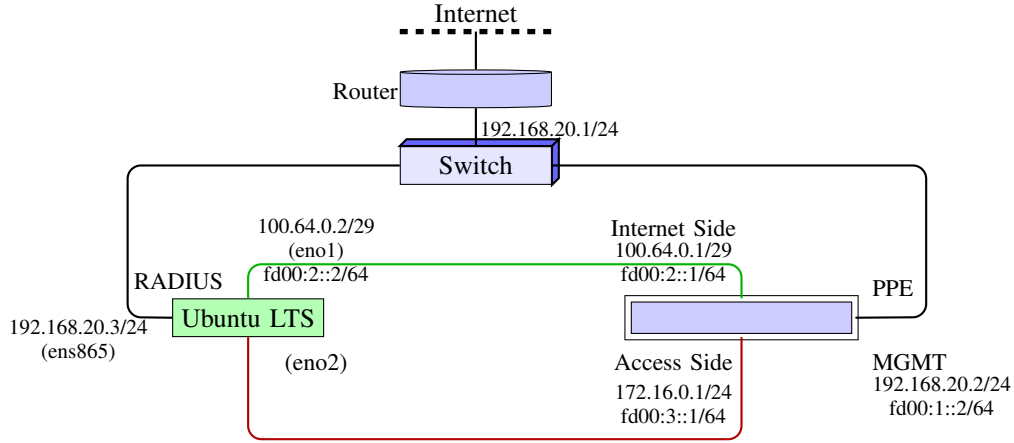 Internet
Router
192.168.20.1/24
Switch
100.64.0.2/29
(eno1)
fd00:2::2/64
Internet Side
100.64.0.1/29
fd00:2::1/64
RADIUS
PPE
192.168.20.3/24
(ens865)
Ubuntu LTS
(eno2)
Access Side
172.16.0.1/24
fd00:3::1/64
MGMT
192.168.20.2/24
fd00:1::2/64